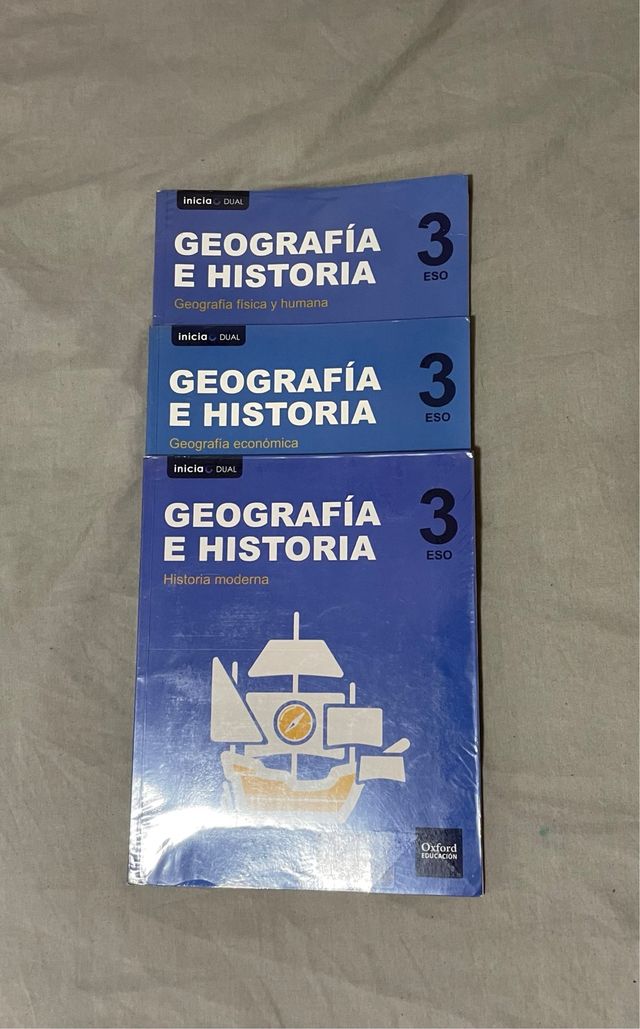 inicia DUAL
GEOGRAFÍA
E HISTORIA
Geografía física y humana
3
ESO
inicia DUAL
GEOGRAFÍA
E HISTORIA
Geografía económica
3
ESO
inicia DUAL
GEOGRAFÍA
E HISTORIA
Historia moderna
3
ESO
Oxford
EDUCACIÓN